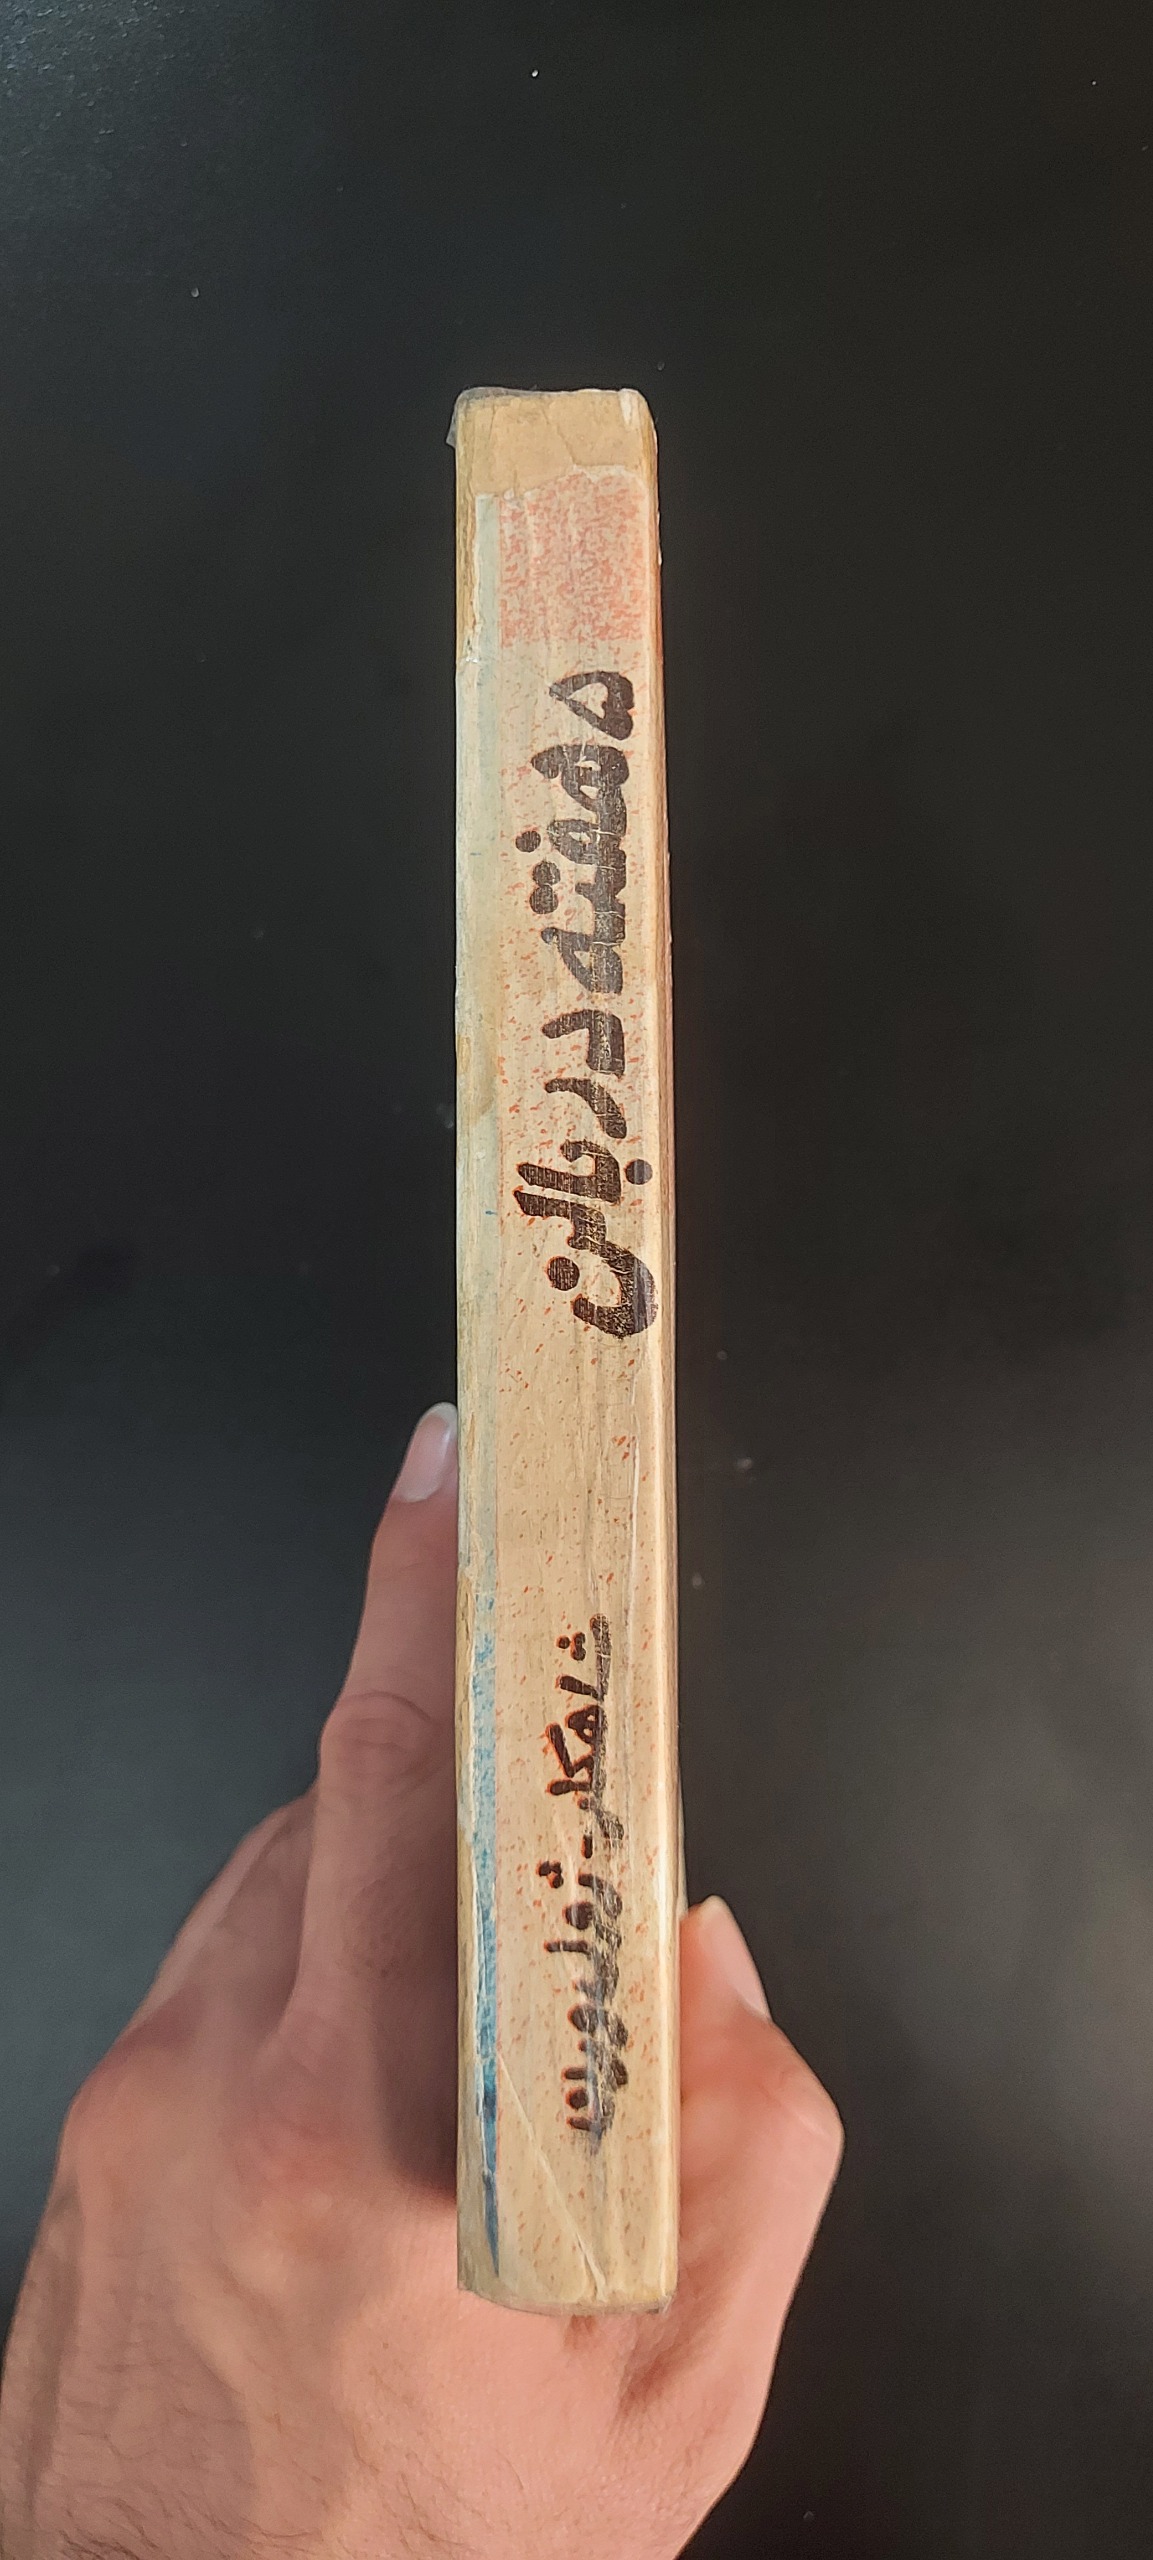 ۵ هفته در بالن
شاهکار ژول ورن